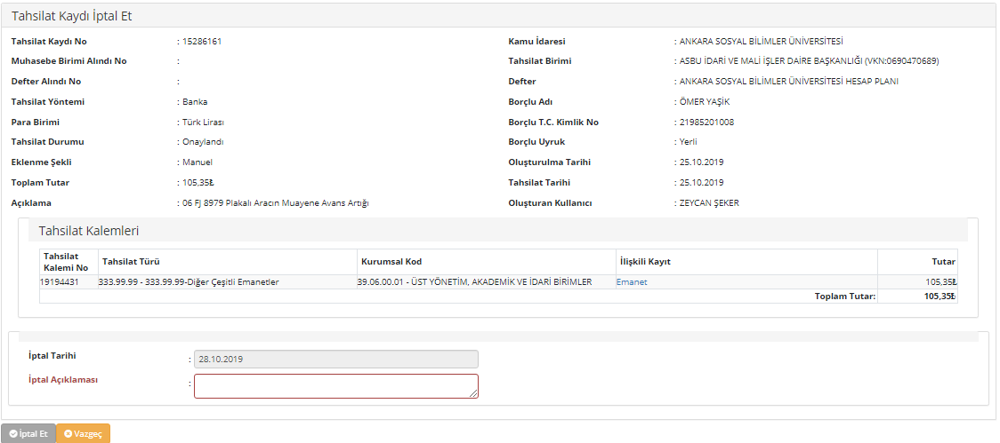 Tahsilat Kaydı İptal Et
Tahsilat Kaydı No : 15286161 Kamu İdaresi : ANKARA SOSYAL BİLİMLER ÜNİVERSİTESİ
Muhasebe Birimi Alındı No : Tahsilat Birimi : ASBU İDARİ VE MALİ İŞLER DAİRE BAŞKANLIĞI (VKN:0690470689)
Defter Alındı No : Defter : ANKARA SOSYAL BİLİMLER ÜNİVERSİTESİ HESAP PLANI
Tahsilat Yöntemi : Banka Borçlu Adı : ÖMER YAŞİK
Para Birimi : Türk Lirası Borçlu T.C. Kimlik No : 21985201008
Tahsilat Durumu : Onaylandı Borçlu Uyruk : Yerli
Eklenme Şekli : Manuel Oluşturulma Tarihi : 25.10.2019
Toplam Tutar : 105,35₺ Tahsilat Tarihi : 25.10.2019
Açıklama : 06 FJ 8979 Plakalı Aracın Muayene Avans Artığı Oluşturan Kullanıcı : ZEYCAN ŞEKER
Tahsilat Kalemleri
Tahsilat Kalemi No Tahsilat Türü Kurumsal Kod İlişkili Kayıt Tutar
19194431 333.99.99 - 333.99.99-Diğer Çeşitli Emanetler 39.06.00.01 - ÜST YÖNETİM, AKADEMİK VE İDARİ BİRİMLER Emanet 105,35₺
Toplam Tutar: 105,35₺
İptal Tarihi : 28.10.2019
İptal Açıklaması :
İptal Et Vazgeç